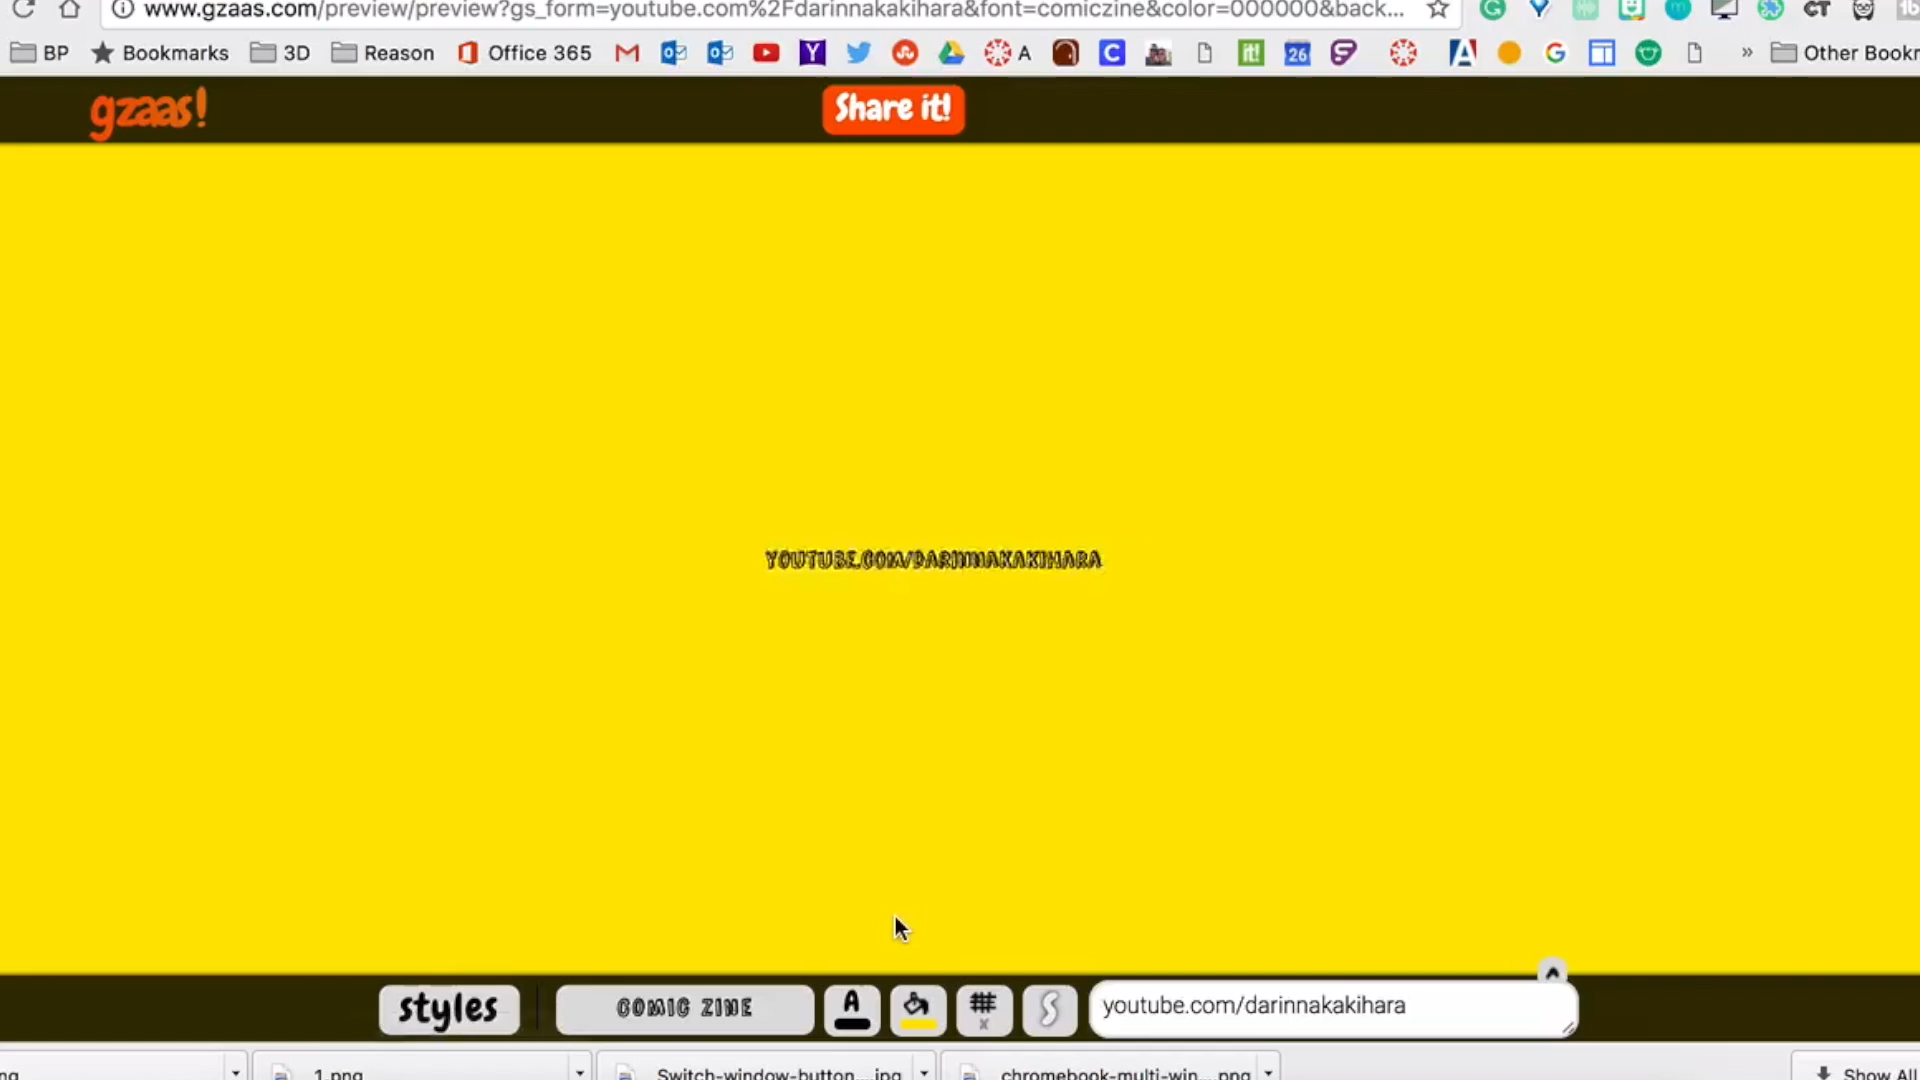 www.gzaas.com/preview/preview?gs_form=youtube.com%2Fdarinnakakihara&font=comiczine&color=000000&back...
BP Bookmarks 3D Reason Office 365 A 26 » Other Bookr
gzaas! Share it!
YOUTUBE.COM/DARINNAKAKIHARA
styles COMIC ZINE A youtube.com/darinnakakihara
1.png Switch-window-button....jpg chromebook-multi-win....png Show All